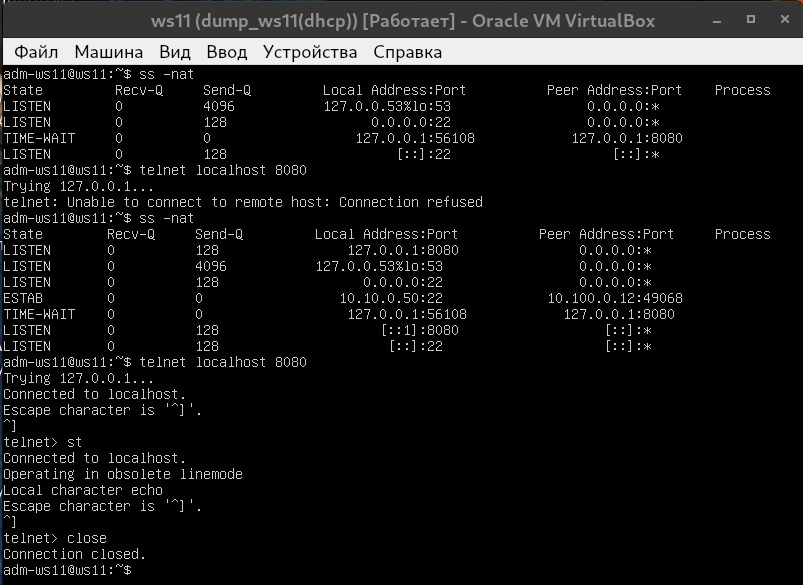 ws11 (dump_ws11(dhcp)) [Работает] - Oracle VM VirtualBox
Файл Машина Вид Ввод Устройства Справка
adm-ws11@ws11:~$ ss -nat
State Recv-Q Send-Q Local Address:Port Peer Address:Port Process
LISTEN 0 4096 127.0.0.53%lo:53 0.0.0.0:*
LISTEN 0 128 0.0.0.0:22 0.0.0.0:*
TIME-WAIT 0 0 127.0.0.1:56108 127.0.0.1:8080
LISTEN 0 128 [::]:22 [::]:*
adm-ws11@ws11:~$ telnet localhost 8080
Trying 127.0.0.1...
telnet: Unable to connect to remote host: Connection refused
adm-ws11@ws11:~$ ss -nat
State Recv-Q Send-Q Local Address:Port Peer Address:Port Process
LISTEN 0 128 127.0.0.1:8080 0.0.0.0:*
LISTEN 0 4096 127.0.0.53%lo:53 0.0.0.0:*
LISTEN 0 128 0.0.0.0:22 0.0.0.0:*
ESTAB 0 0 10.10.0.50:22 10.100.0.12:49068
TIME-WAIT 0 0 127.0.0.1:56108 127.0.0.1:8080
LISTEN 0 128 [::1]:8080 [::]:*
LISTEN 0 128 [::]:22 [::]:*
adm-ws11@ws11:~$ telnet localhost 8080
Trying 127.0.0.1...
Connected to localhost.
Escape character is '^]'.
^]
telnet> st
Connected to localhost.
Operating in obsolete linemode
Local character echo
Escape character is '^]'.
^]
telnet> close
Connection closed.
adm-ws11@ws11:~$